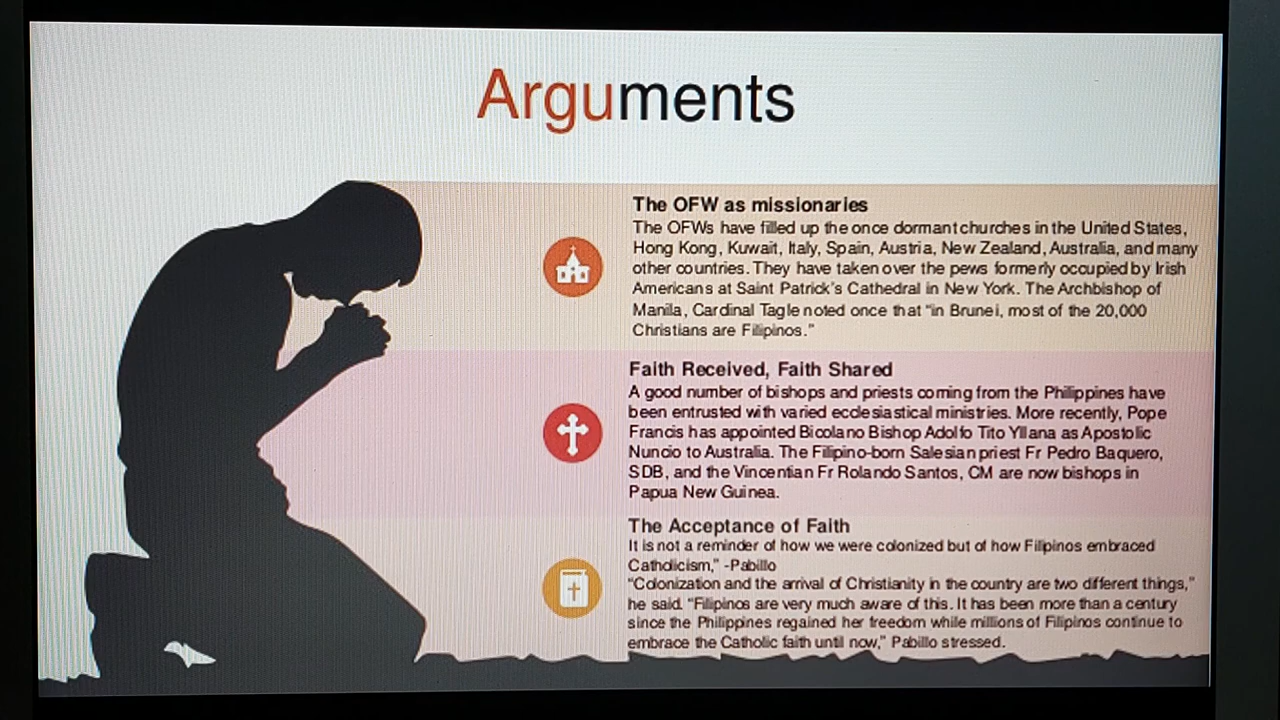 Arguments
The OFW as missionaries
The OFWs have filled up the once dormant churches in the United States,
Hong Kong, Kuwait, Italy, Spain, Austria, New Zealand, Australia, and many
other countries. They have taken over the pews formerly occupied by Irish
Americans at Saint Patrick's Cathedral in New York. The Archbishop of
Manila, Cardinal Tagle noted once that "in Brunei, most of the 20,000
Christians are Filipinos."
Faith Received, Faith Shared
A good number of bishops and priests coming from the Philippines have
been entrusted with varied ecclesiastical ministries. More recently, Pope
Francis has appointed Bicolano Bishop Adolfo Tito Yllana as Apostolic
Nuncio to Australia. The Filipino-born Salesian priest Fr Pedro Baquero,
SDB, and the Vincentian Fr Rolando Santos, CM are now bishops in
Papua New Guinea.
The Acceptance of Faith
It is not a reminder of how we were colonized but of how Filipinos embraced
Catholicism," -Pabillo
"Colonization and the arrival of Christianity in the country are two different things,"
he said. "Filipinos are very much aware of this. It has been more than a century
since the Philippines regained her freedom while millions of Filipinos continue to
embrace the Catholic faith until now," Pabillo stressed.